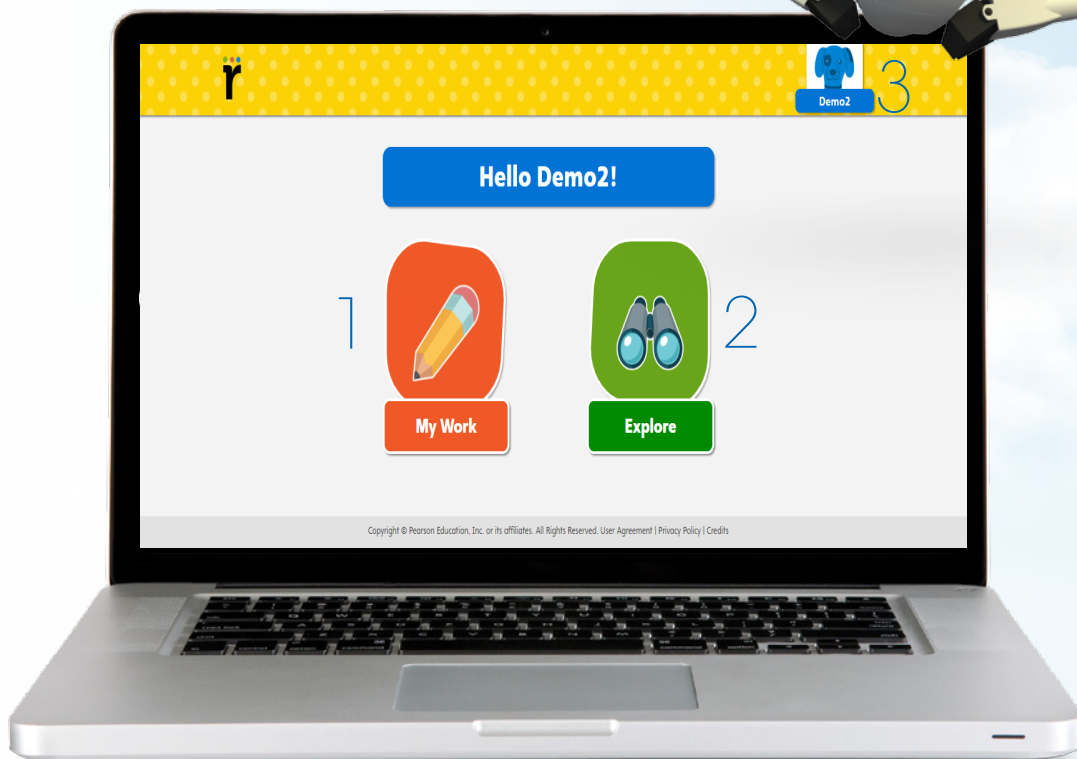 r
Demo2
3
Hello Demo2!
1
2
My Work
Explore
Copyright © Pearson Education, Inc. or its affiliates. All Rights Reserved. User Agreement | Privacy Policy | Credits